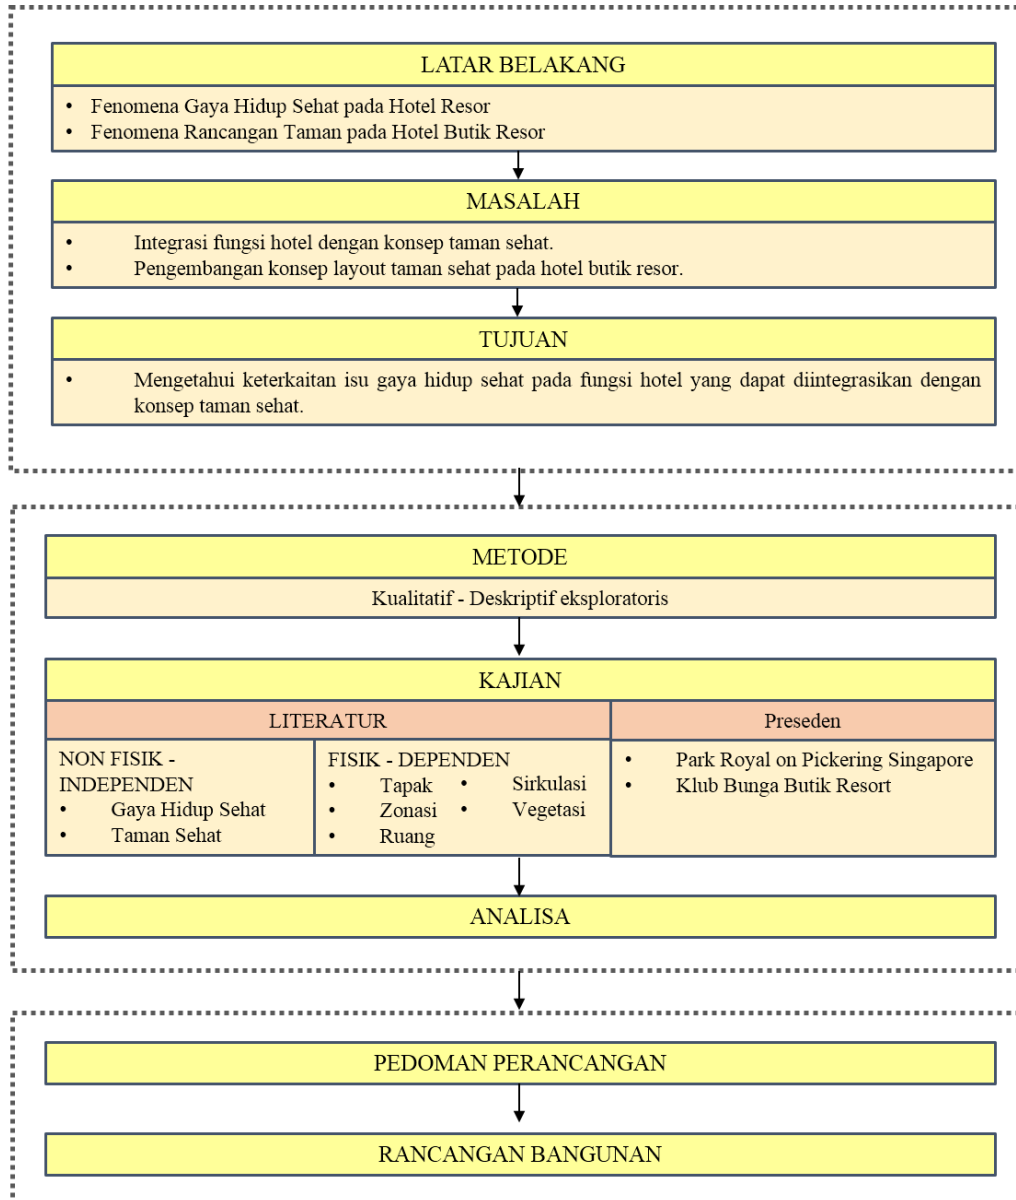 LATAR BELAKANG
• Fenomena Gaya Hidup Sehat pada Hotel Resor
• Fenomena Rancangan Taman pada Hotel Butik Resor
MASALAH
• Integrasi fungsi hotel dengan konsep taman sehat.
• Pengembangan konsep layout taman sehat pada hotel butik resor.
TUJUAN
• Mengetahui keterkaitan isu gaya hidup sehat pada fungsi hotel yang dapat diintegrasikan dengan
konsep taman sehat.
METODE
Kualitatif - Deskriptif eksploratoris
KAJIAN
LITERATUR
NON FISIK -
INDEPENDEN
• Gaya Hidup Sehat
• Taman Sehat
FISIK - DEPENDEN
• Tapak
• Zonasi
• Ruang
• Sirkulasi
• Vegetasi
Preseden
• Park Royal on Pickering Singapore
• Klub Bunga Butik Resort
ANALISA
PEDOMAN PERANCANGAN
RANCANGAN BANGUNAN